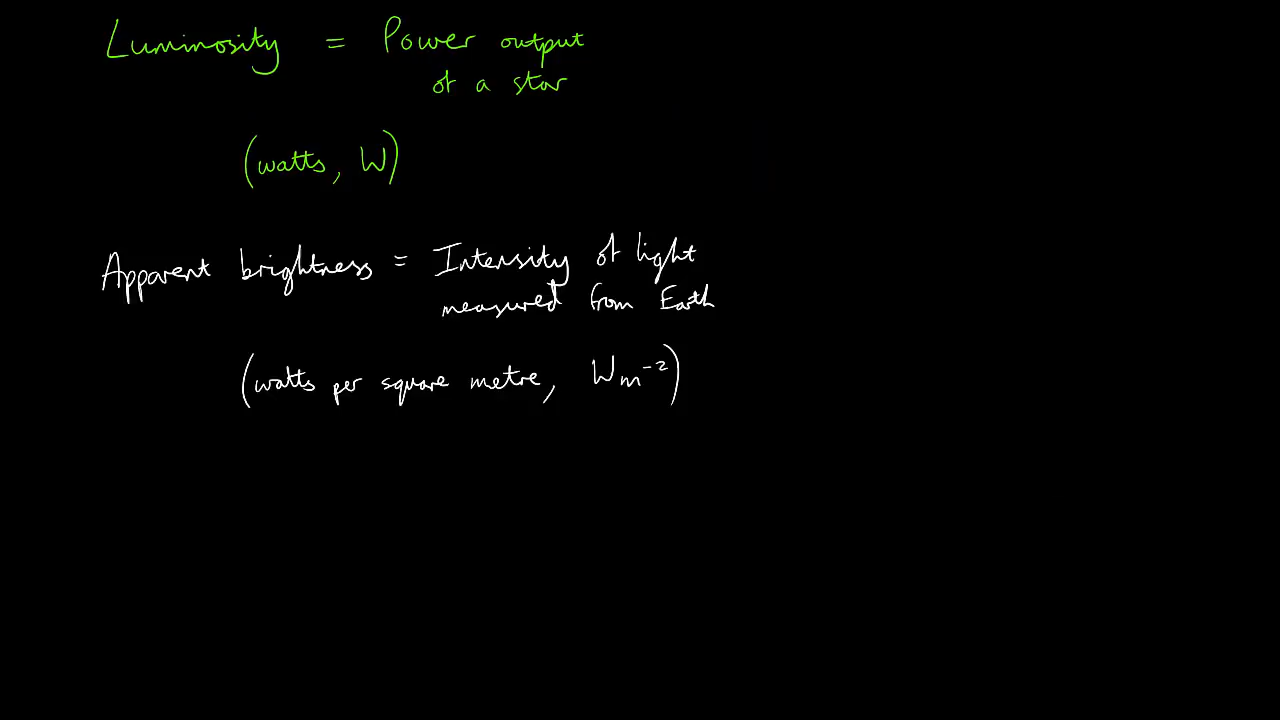 Luminosity = Power output
of a star
(watts, W)
Apparent brightness = Intensity of light
measured from Earth
(watts per square metre, Wm⁻²)